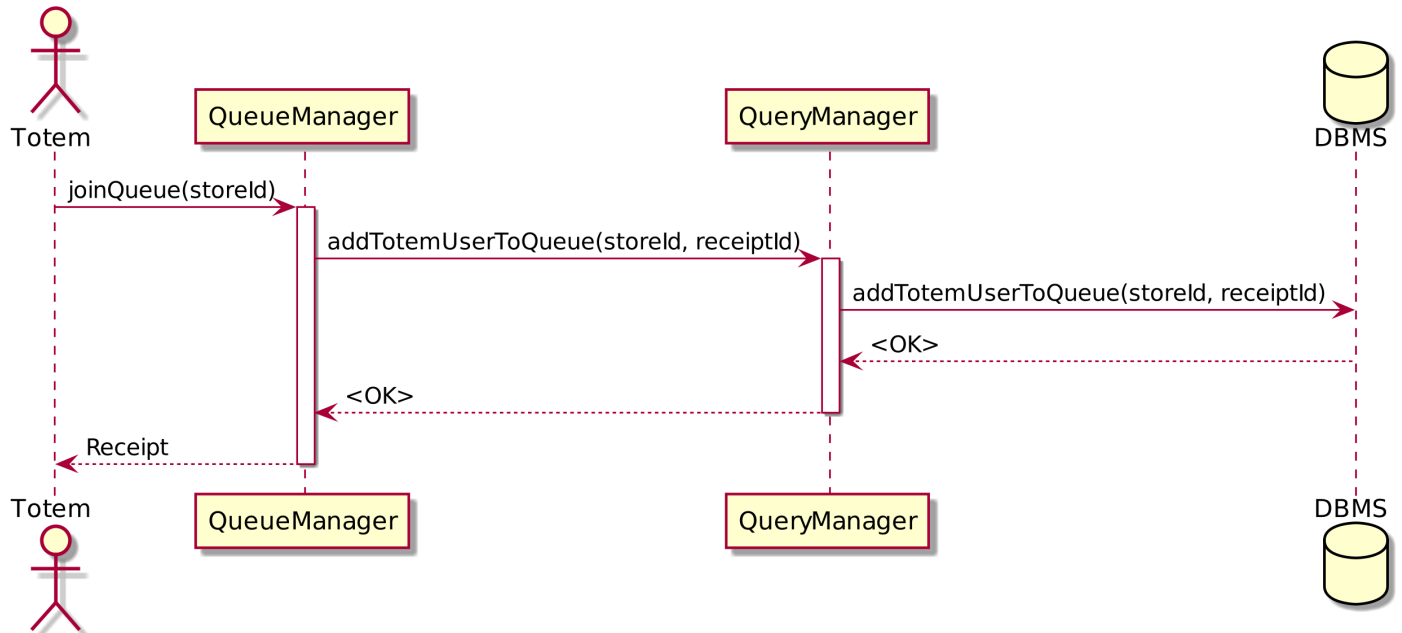 Totem
QueueManager
QueryManager
DBMS
joinQueue(storeId)
addTotemUserToQueue(storeId, receiptId)
addTotemUserToQueue(storeId, receiptId)
<OK>
<OK>
Receipt
Totem
QueueManager
QueryManager
DBMS